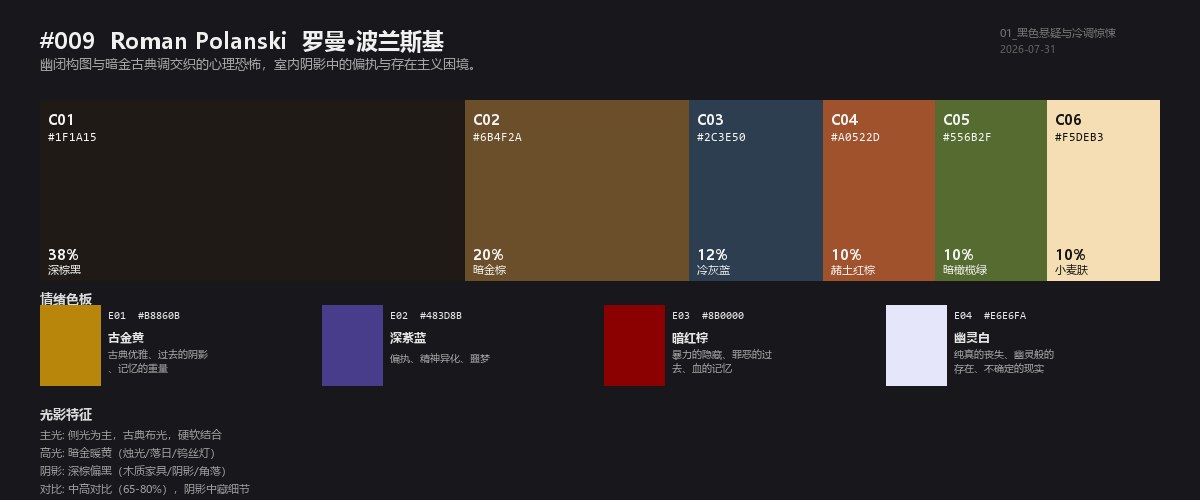 #009 Roman Polanski 罗曼•波兰斯基
01_黑色悬疑与冷调惊悚
2026-07-31
幽闭构图与暗金古典调交织的心理恐怖，室内阴影中的偏执与存在主义困境。
C01
#1F1A15
38%
深棕黑
C02
#6B4F2A
20%
暗金棕
C03
#2C3E50
12%
冷灰蓝
C04
#A0522D
10%
赭土红棕
C05
#556B2F
10%
暗橄榄绿
C06
#F5DEB3
10%
小麦肤
情绪色板
E01 #B8860B
古金黄
古典优雅、过去的阴影
、记忆的重量
E02 #483D8B
深紫蓝
偏执、精神异化、噩梦
E03 #8B0000
暗红棕
暴力的隐藏、罪恶的过
去、血的记忆
E04 #E6E6FA
幽灵白
纯真的丧失、幽灵般的
存在、不确定的现实
光影特征
主光: 侧光为主，古典布光，硬软结合
高光: 暗金暖黄（烛光/落日/钨丝灯）
阴影: 深棕偏黑（木质家具/阴影/角落）
对比: 中高对比（65-80%），阴影中藏细节